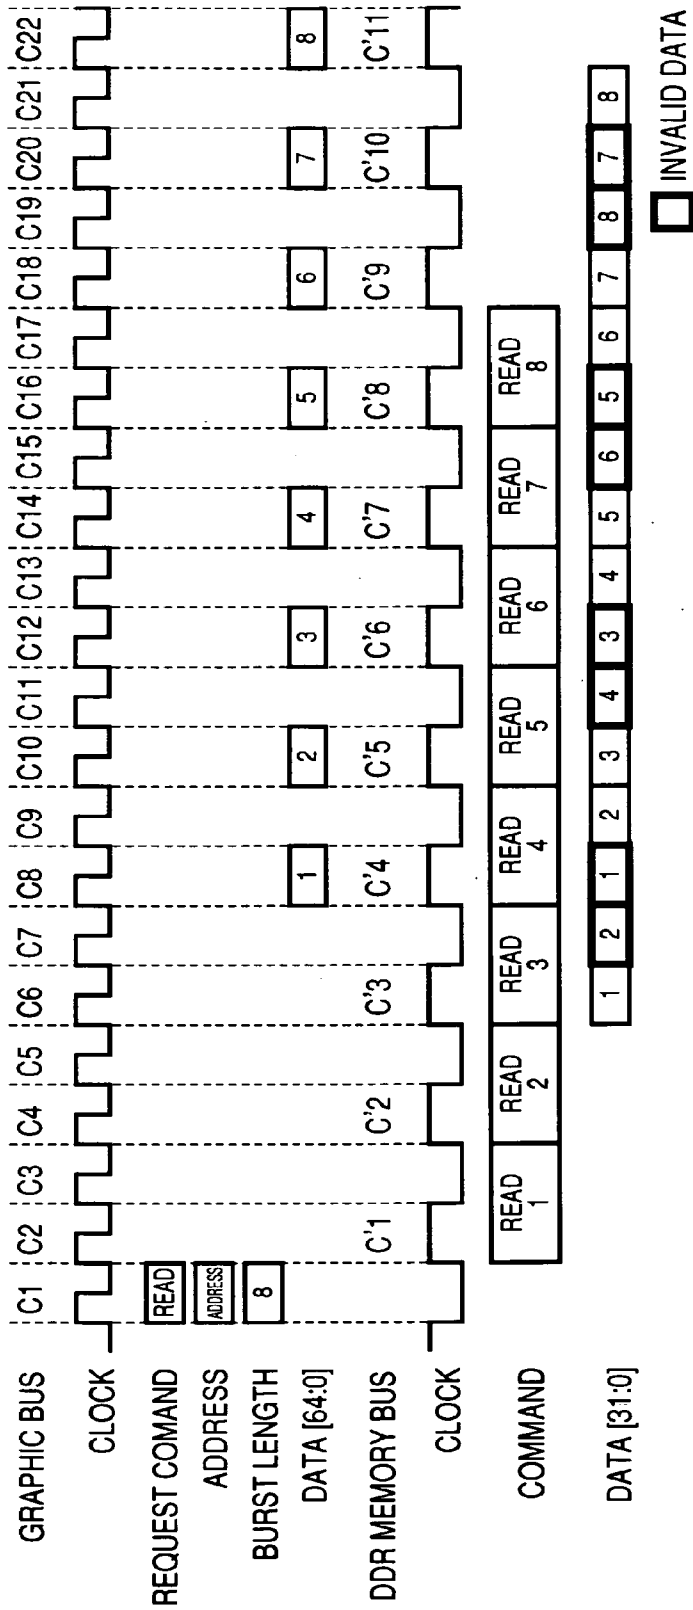 GRAPHIC BUS C1 C2 C3 C4 C5 C6 C7 C8 C9 C10 C11 C12 C13 C14 C15 C16 C17 C18 C19 C20 C21 C22
CLOCK
REQUEST COMAND READ
ADDRESS ADDRESS
BURST LENGTH 8
DATA [64:0] 1 2 3 4 5 6 7 8
DDR MEMORY BUS C'1 C'2 C'3 C'4 C'5 C'6 C'7 C'8 C'9 C'10 C'11
CLOCK
READ READ READ READ READ READ READ READ
COMMAND 1 2 3 4 5 6 7 8
DATA [31:0] 1 2 1 2 3 4 3 4 5 6 5 6 7 8 7 8
INVALID DATA